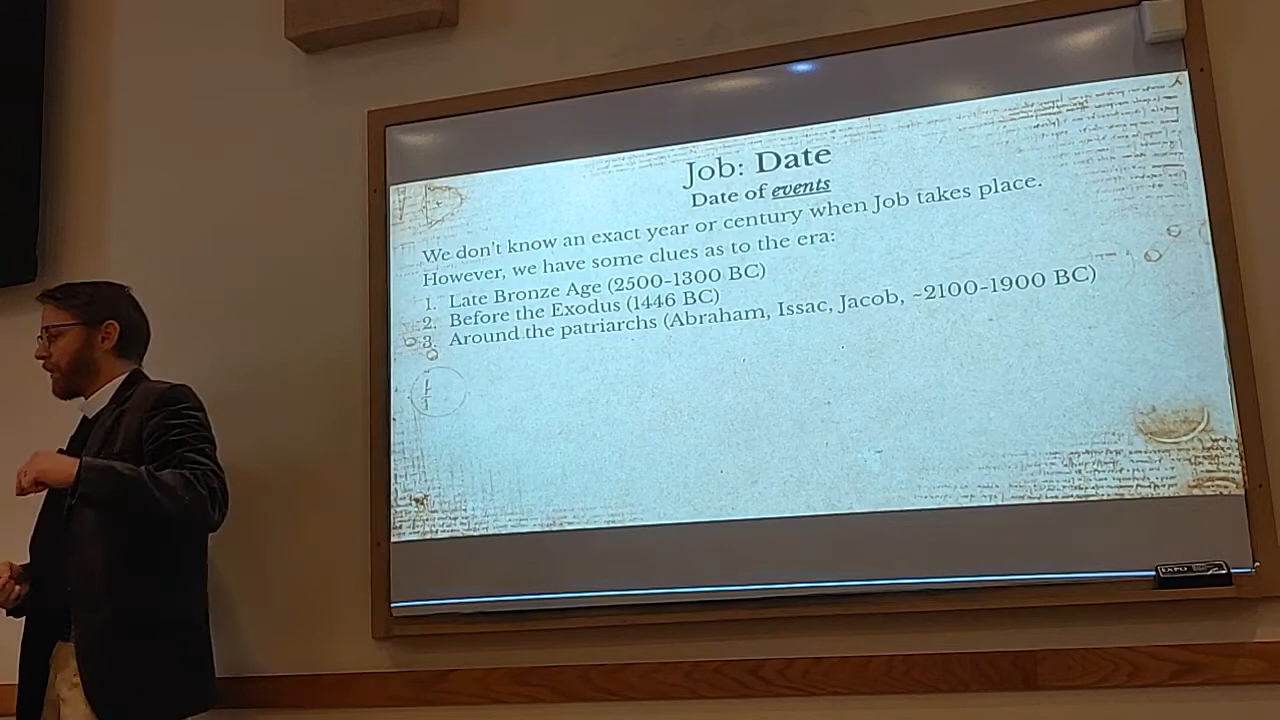 Job: Date
Date of events
We don't know an exact year or century when Job takes place.
However, we have some clues as to the era:
1. Late Bronze Age (2500-1300 BC)
2. Before the Exodus (1446 BC)
3. Around the patriarchs (Abraham, Issac, Jacob, ~2100-1900 BC)
EXPO